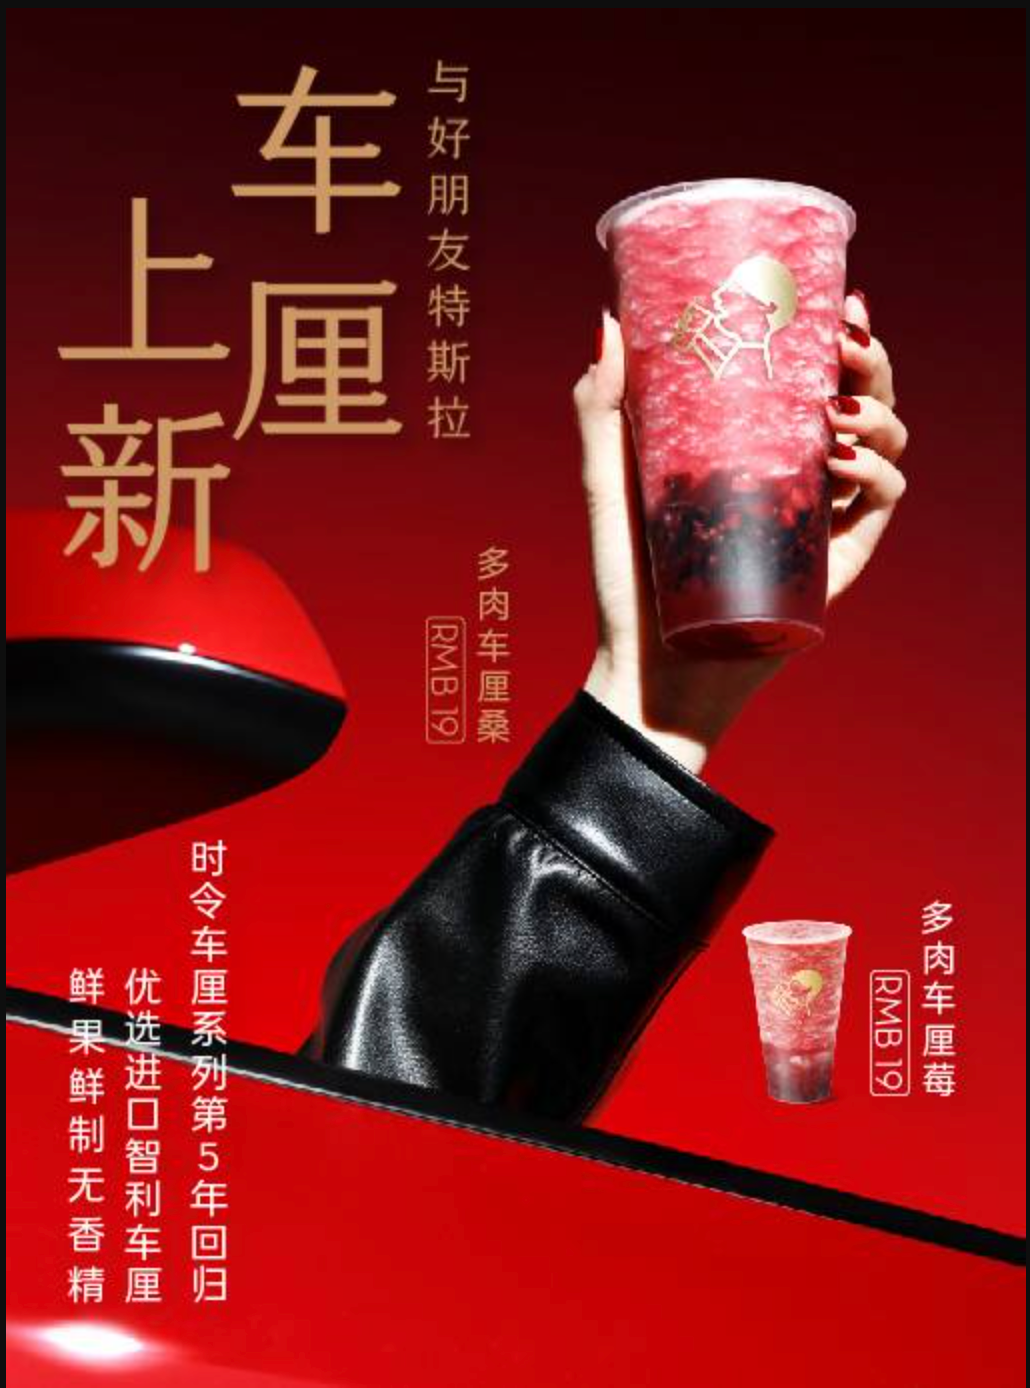 与好朋友特斯拉
车厘
上新
多肉车厘桑
RMB 19
多肉车厘莓
RMB 19
时令车厘系列第5年回归
优选进口智利车厘
鲜果鲜制无香精